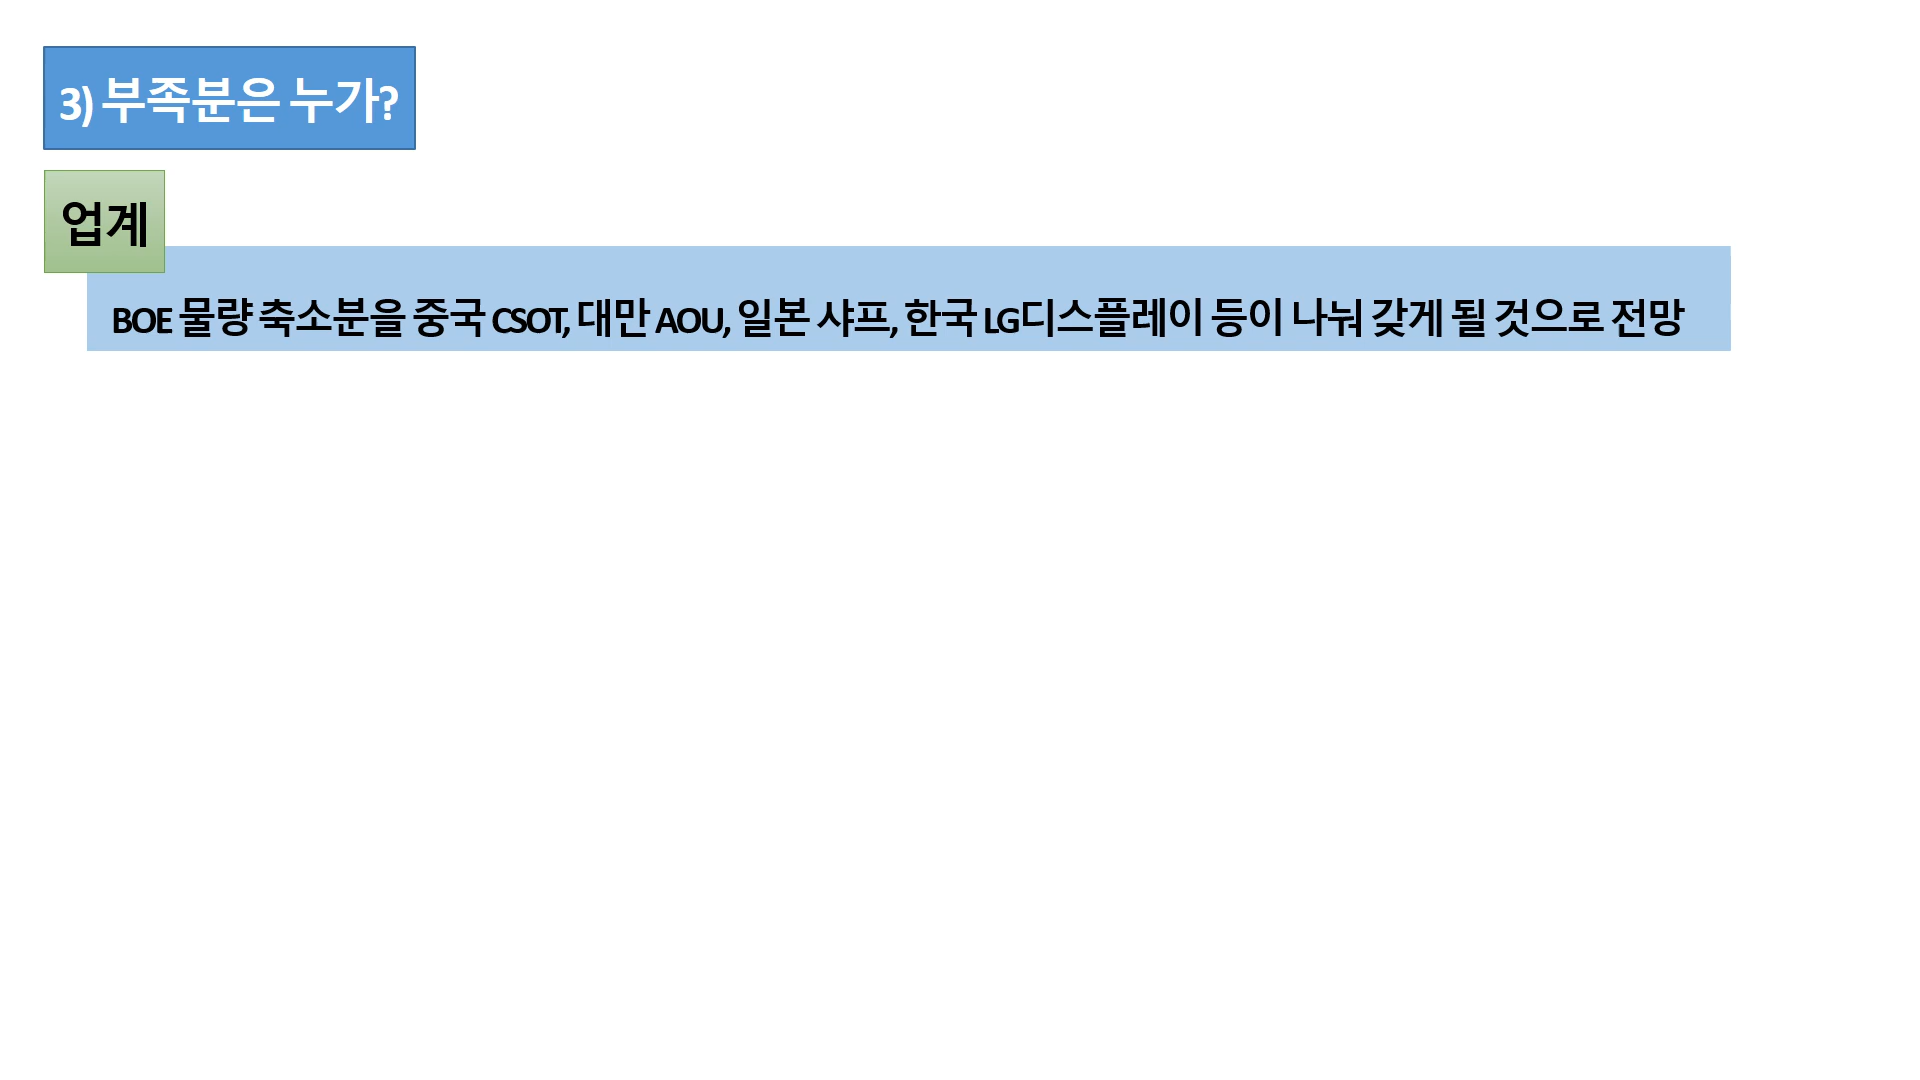 3) 부족분은 누가?
업계
BOE 물량 축소분을 중국 CSOT, 대만 AOU, 일본 샤프, 한국 LG디스플레이 등이 나눠 갖게 될 것으로 전망